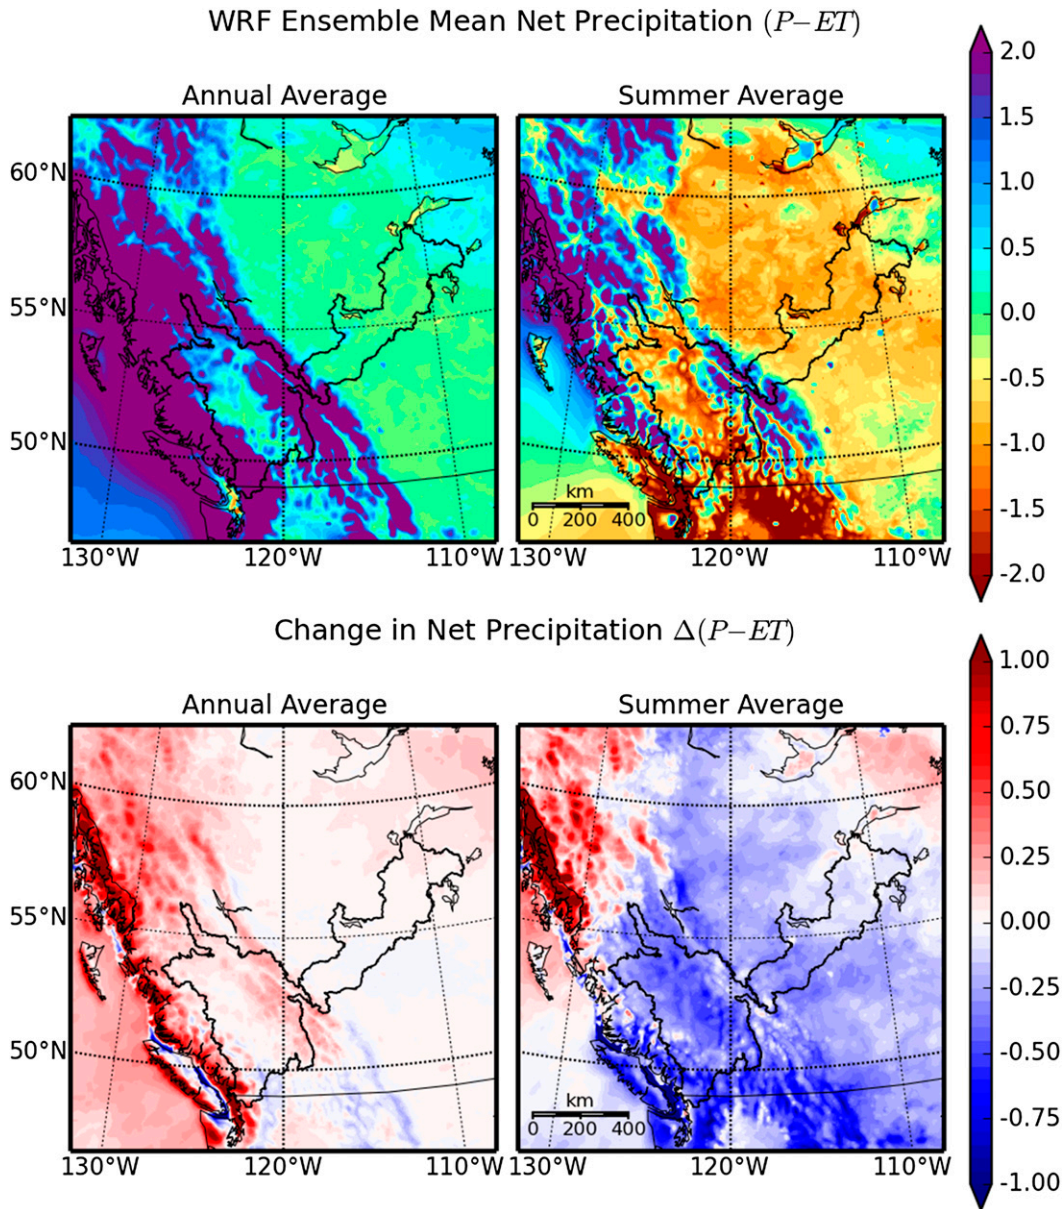 WRF Ensemble Mean Net Precipitation (P−ET)
Annual Average
Summer Average
60°N
55°N
50°N
130°W
120°W
110°W
130°W
120°W
110°W
km
0 200 400
2.0
1.5
1.0
0.5
0.0
-0.5
-1.0
-1.5
-2.0
Change in Net Precipitation Δ(P−ET)
Annual Average
Summer Average
60°N
55°N
50°N
130°W
120°W
110°W
130°W
120°W
110°W
km
0 200 400
1.00
0.75
0.50
0.25
0.00
-0.25
-0.50
-0.75
-1.00